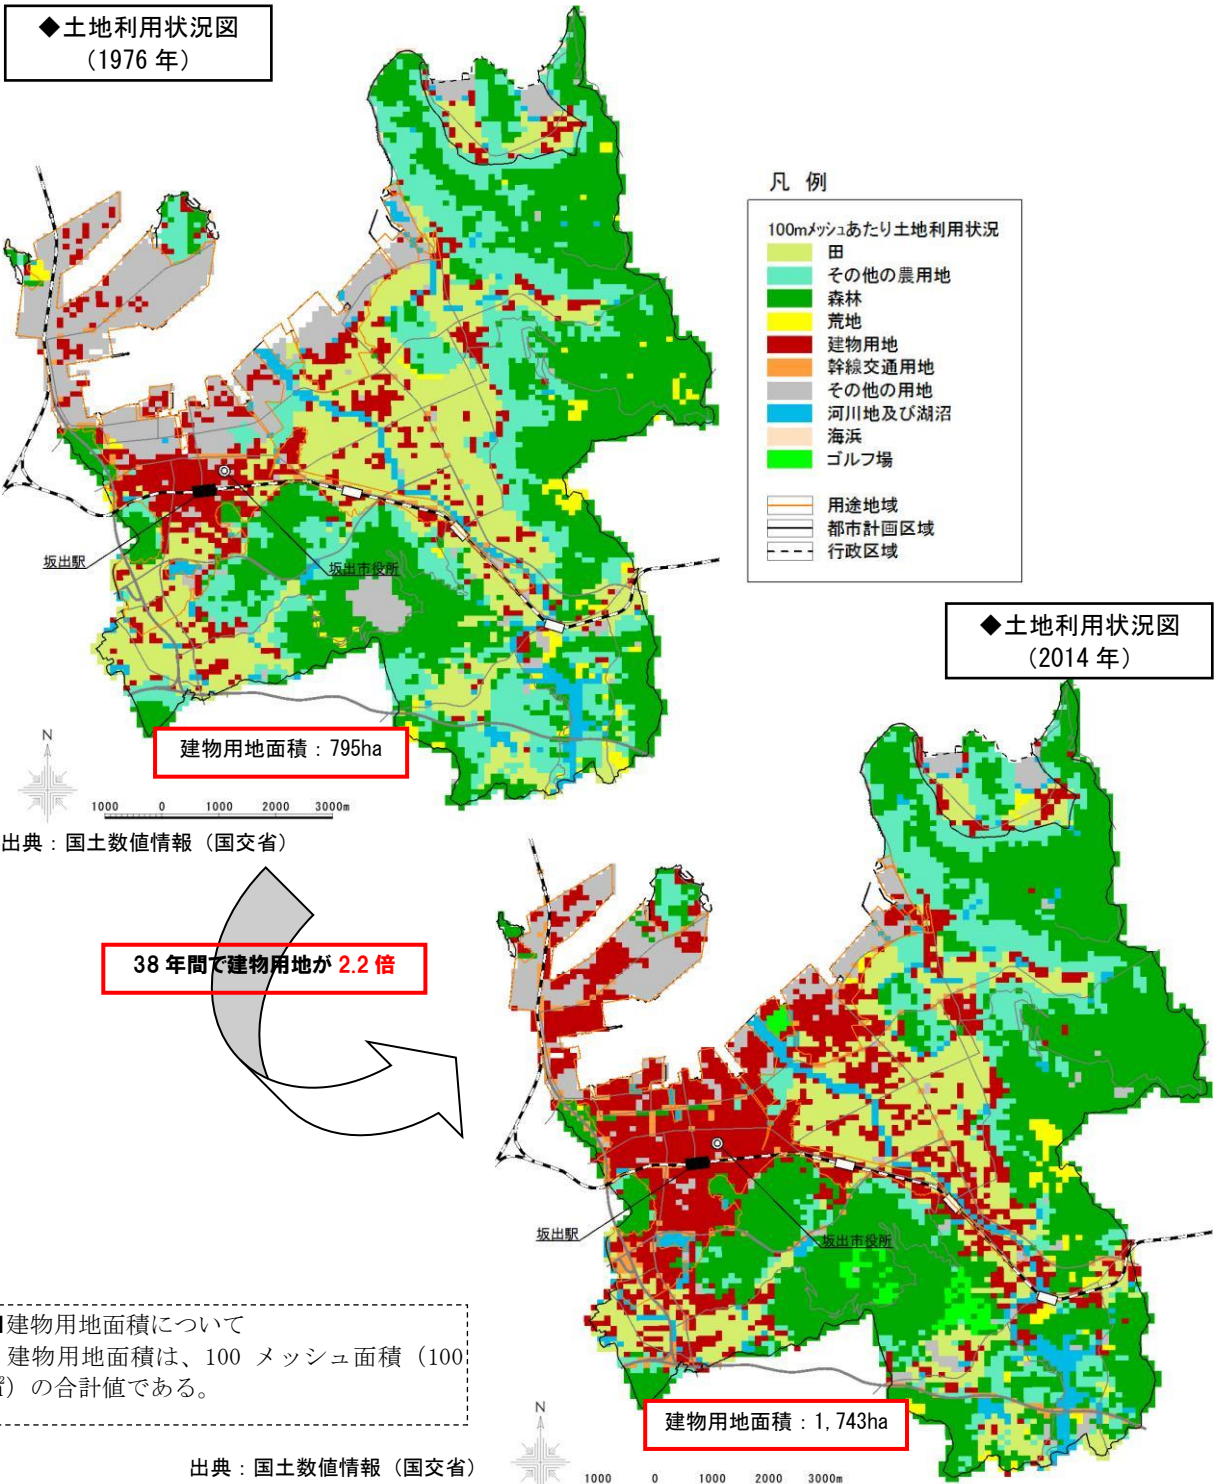 ◆土地利用状況図
（1976 年）
凡 例
100mメッシュあたり土地利用状況
田
その他の農用地
森林
荒地
建物用地
幹線交通用地
その他の用地
河川地及び湖沼
海浜
ゴルフ場
用途地域
都市計画区域
行政区域
坂出駅
坂出市役所
建物用地面積：795ha
N
1000 0 1000 2000 3000m
出典：国土数値情報（国交省）
◆土地利用状況図
（2014 年）
38 年間で建物用地が 2.2 倍
坂出駅
坂出市役所
建物用地面積について
建物用地面積は、100 メッシュ面積（100
㎡）の合計値である。
建物用地面積：1,743ha
N
1000 0 1000 2000 3000m
出典：国土数値情報（国交省）